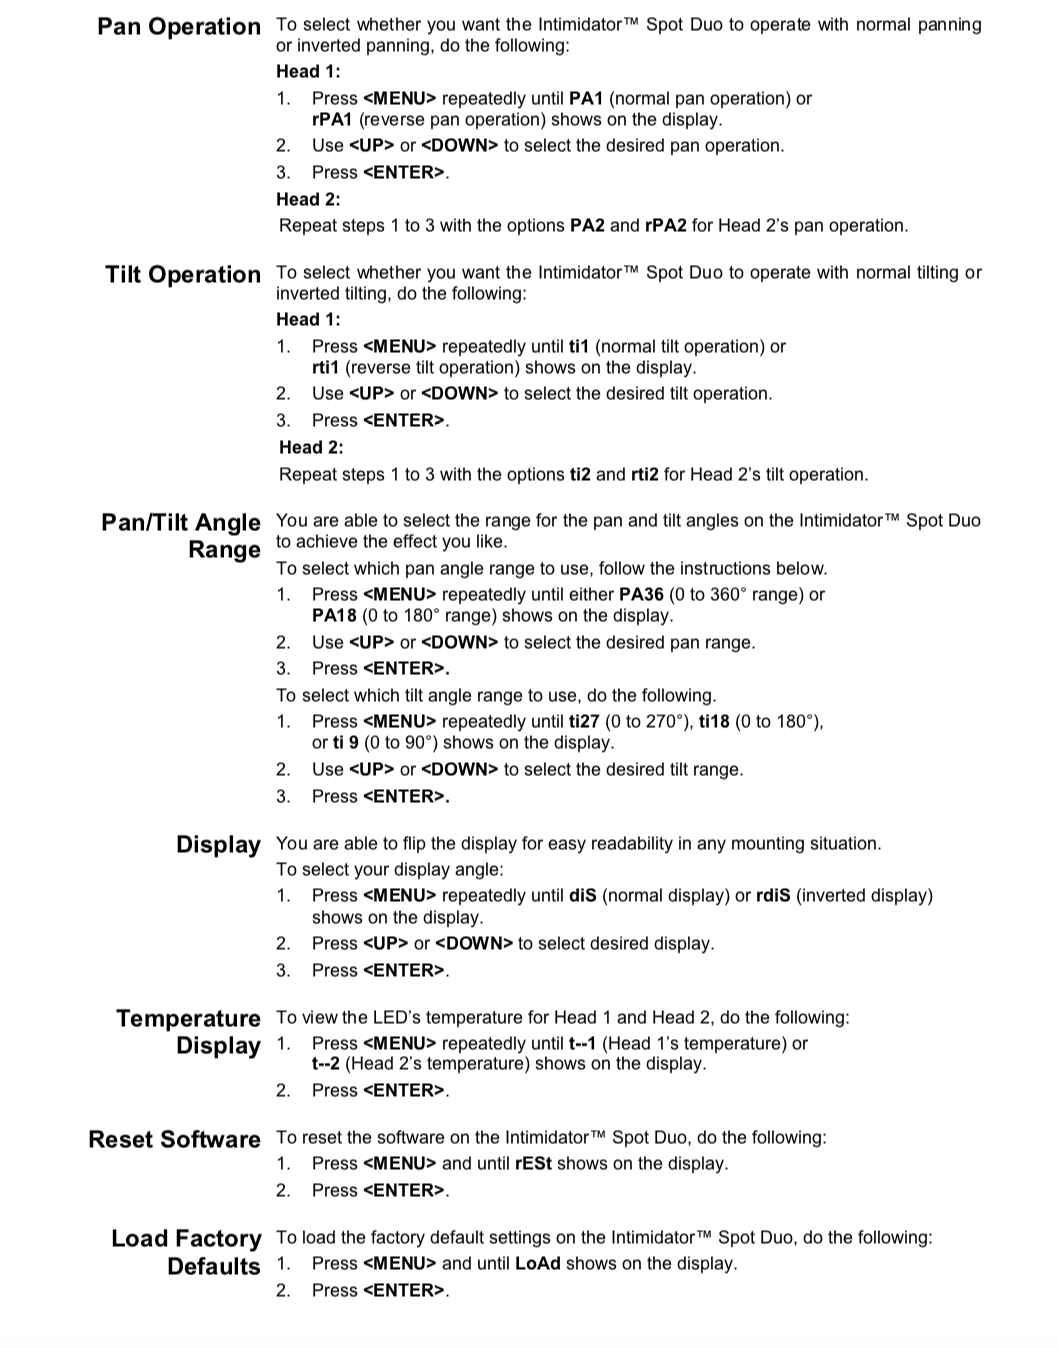 Pan Operation
To select whether you want the Intimidator™ Spot Duo to operate with normal panning
or inverted panning, do the following:
Head 1:
1. Press <MENU> repeatedly until PA1 (normal pan operation) or
rPA1 (reverse pan operation) shows on the display.
2. Use <UP> or <DOWN> to select the desired pan operation.
3. Press <ENTER>.
Head 2:
Repeat steps 1 to 3 with the options PA2 and rPA2 for Head 2's pan operation.
Tilt Operation
To select whether you want the Intimidator™ Spot Duo to operate with normal tilting or
inverted tilting, do the following:
Head 1:
1. Press <MENU> repeatedly until ti1 (normal tilt operation) or
rti1 (reverse tilt operation) shows on the display.
2. Use <UP> or <DOWN> to select the desired tilt operation.
3. Press <ENTER>.
Head 2:
Repeat steps 1 to 3 with the options ti2 and rti2 for Head 2's tilt operation.
Pan/Tilt Angle
Range
You are able to select the range for the pan and tilt angles on the Intimidator™ Spot Duo
to achieve the effect you like.
To select which pan angle range to use, follow the instructions below.
1. Press <MENU> repeatedly until either PA36 (0 to 360° range) or
PA18 (0 to 180° range) shows on the display.
2. Use <UP> or <DOWN> to select the desired pan range.
3. Press <ENTER>.
To select which tilt angle range to use, do the following.
1. Press <MENU> repeatedly until ti27 (0 to 270°), ti18 (0 to 180°),
or ti 9 (0 to 90°) shows on the display.
2. Use <UP> or <DOWN> to select the desired tilt range.
3. Press <ENTER>.
Display
You are able to flip the display for easy readability in any mounting situation.
To select your display angle:
1. Press <MENU> repeatedly until diS (normal display) or rdiS (inverted display)
shows on the display.
2. Press <UP> or <DOWN> to select desired display.
3. Press <ENTER>.
Temperature
Display
To view the LED's temperature for Head 1 and Head 2, do the following:
1. Press <MENU> repeatedly until t--1 (Head 1's temperature) or
t--2 (Head 2's temperature) shows on the display.
2. Press <ENTER>.
Reset Software
To reset the software on the Intimidator™ Spot Duo, do the following:
1. Press <MENU> and until rESt shows on the display.
2. Press <ENTER>.
Load Factory
Defaults
To load the factory default settings on the Intimidator™ Spot Duo, do the following:
1. Press <MENU> and until LoAd shows on the display.
2. Press <ENTER>.